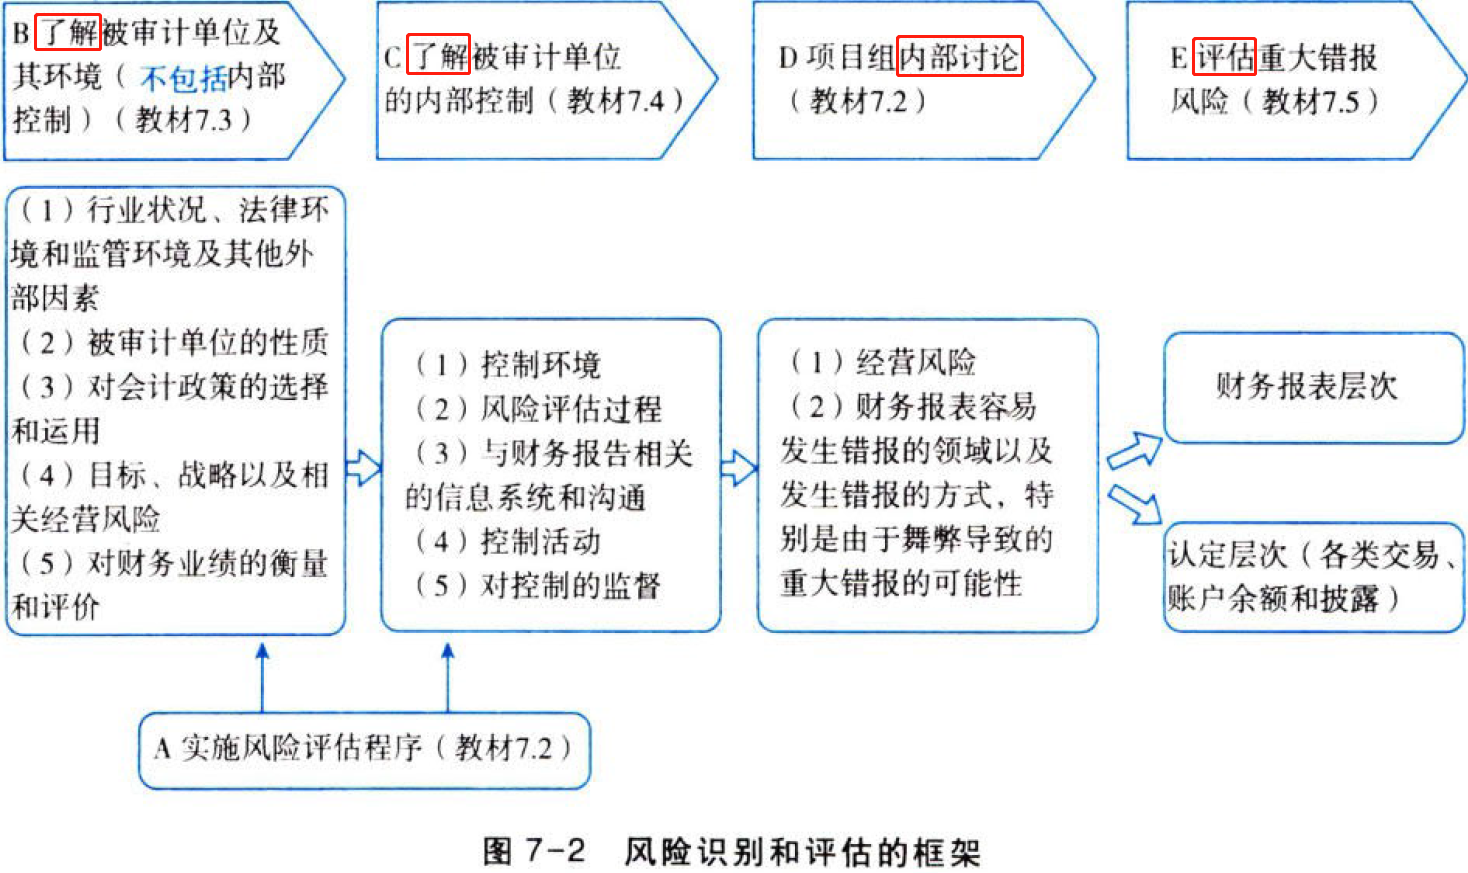 B 了解被审计单位及
其环境（不包括内部
控制）（教材7.3）
C 了解被审计单位
的内部控制（教材7.4）
D 项目组内部讨论
（教材7.2）
E 评估重大错报
风险（教材7.5）
（1）行业状况、法律环
境和监管环境及其他外
部因素
（2）被审计单位的性质
（3）对会计政策的选择
和运用
（4）目标、战略以及相
关经营风险
（5）对财务业绩的衡量
和评价
（1）控制环境
（2）风险评估过程
（3）与财务报告相关
的信息系统和沟通
（4）控制活动
（5）对控制的监督
（1）经营风险
（2）财务报表容易
发生错报的领域以及
发生错报的方式，特
别是由于舞弊导致的
重大错报的可能性
财务报表层次
认定层次（各类交易、
账户余额和披露）
A 实施风险评估程序（教材7.2）
图 7-2 风险识别和评估的框架